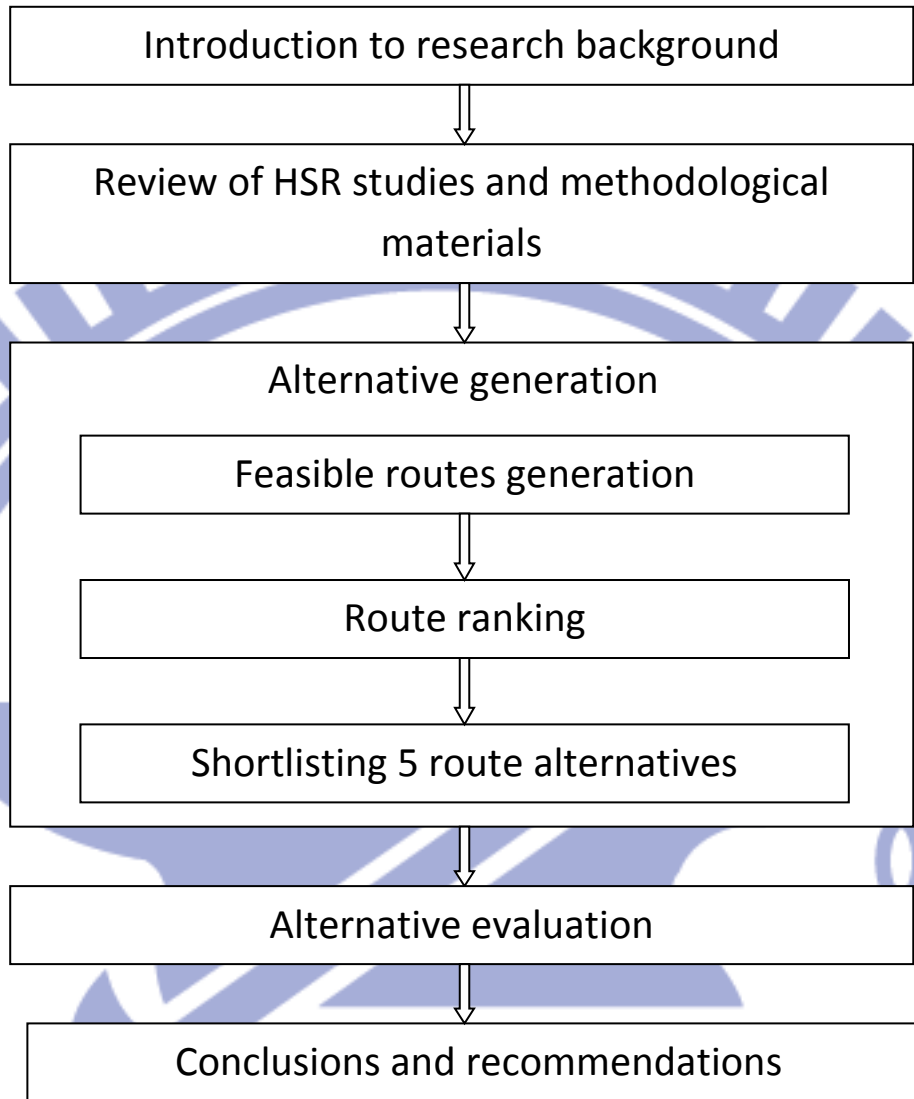 Introduction to research background
Review of HSR studies and methodological
materials
Alternative generation
Feasible routes generation
Route ranking
Shortlisting 5 route alternatives
Alternative evaluation
Conclusions and recommendations